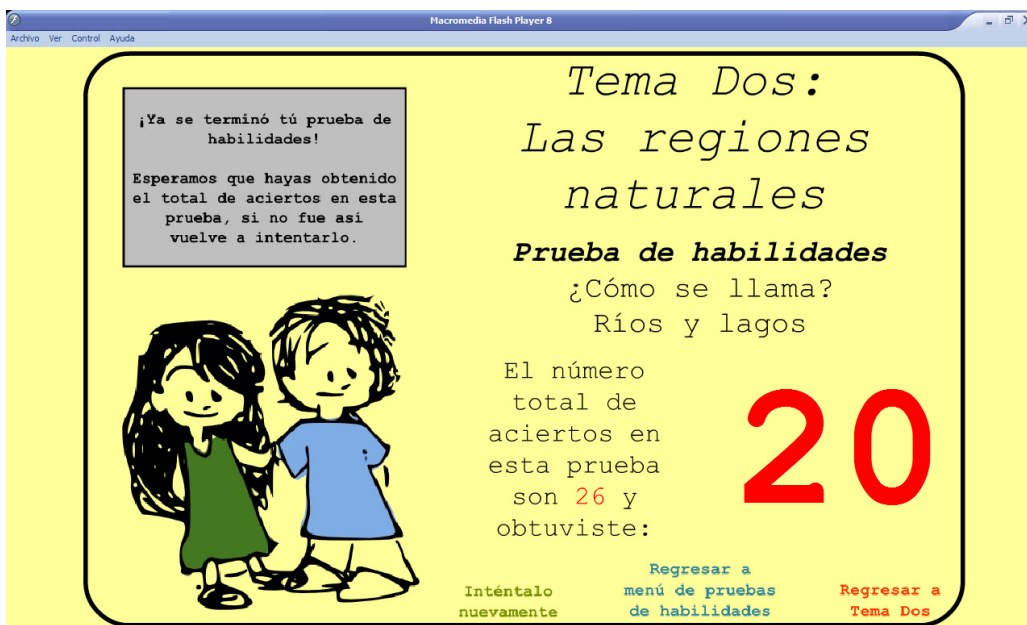 Macromedia Flash Player 8
Archivo Ver Control Ayuda
¡Ya se terminó tú prueba de
habilidades!
Esperamos que hayas obtenido
el total de aciertos en esta
prueba, si no fue así
vuelve a intentarlo.
Tema Dos:
Las regiones
naturales
Prueba de habilidades
¿Cómo se llama?
Ríos y lagos
El número
total de
aciertos en
esta prueba
son 26 y
obtuviste:
20
Inténtalo
nuevamente
Regresar a
menú de pruebas
de habilidades
Regresar a
Tema Dos